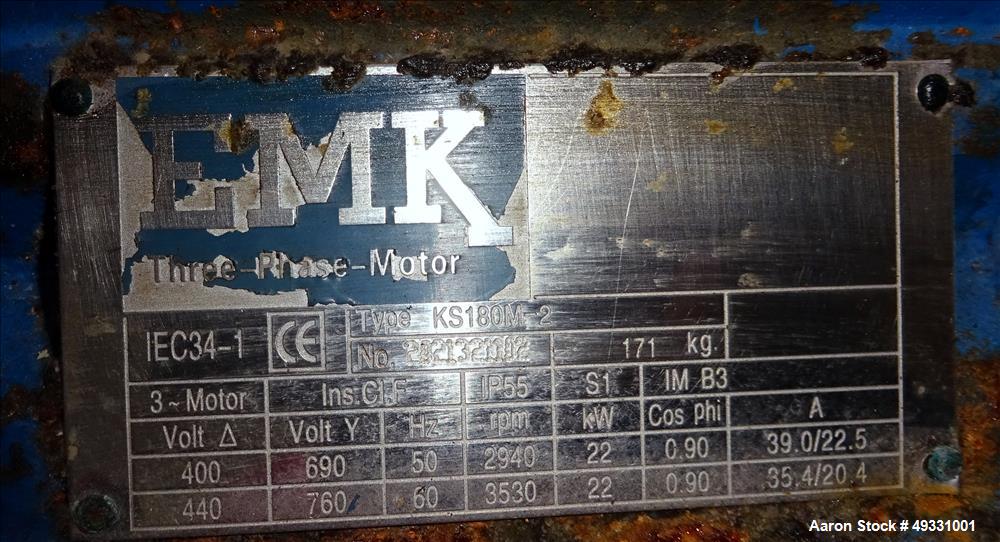 EMK
Three-Phase-Motor
IEC34-1 CE Type KS180M-2
No. 171 kg.
3~Motor Ins.Cl.F IP55 S1 IM B3
Volt Δ Volt Y Hz rpm kW Cos phi A
400 690 50 2940 22 0.90 39.0/22.5
440 760 60 3530 22 0.90 35.4/20.4
Aaron Stock # 49331001